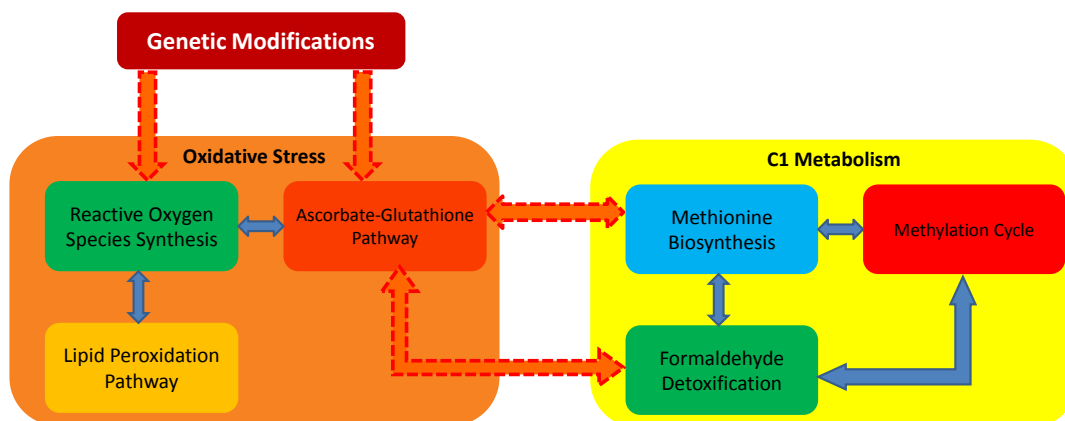 Genetic Modifications
Oxidative Stress
C1 Metabolism
Reactive Oxygen
Species Synthesis
Ascorbate-Glutathione
Pathway
Methionine
Biosynthesis
Methylation Cycle
Lipid Peroxidation
Pathway
Formaldehyde
Detoxification